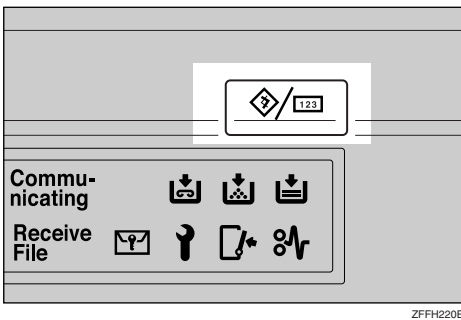 123
Commu-
nicating
Receive
File
ZFFH220E